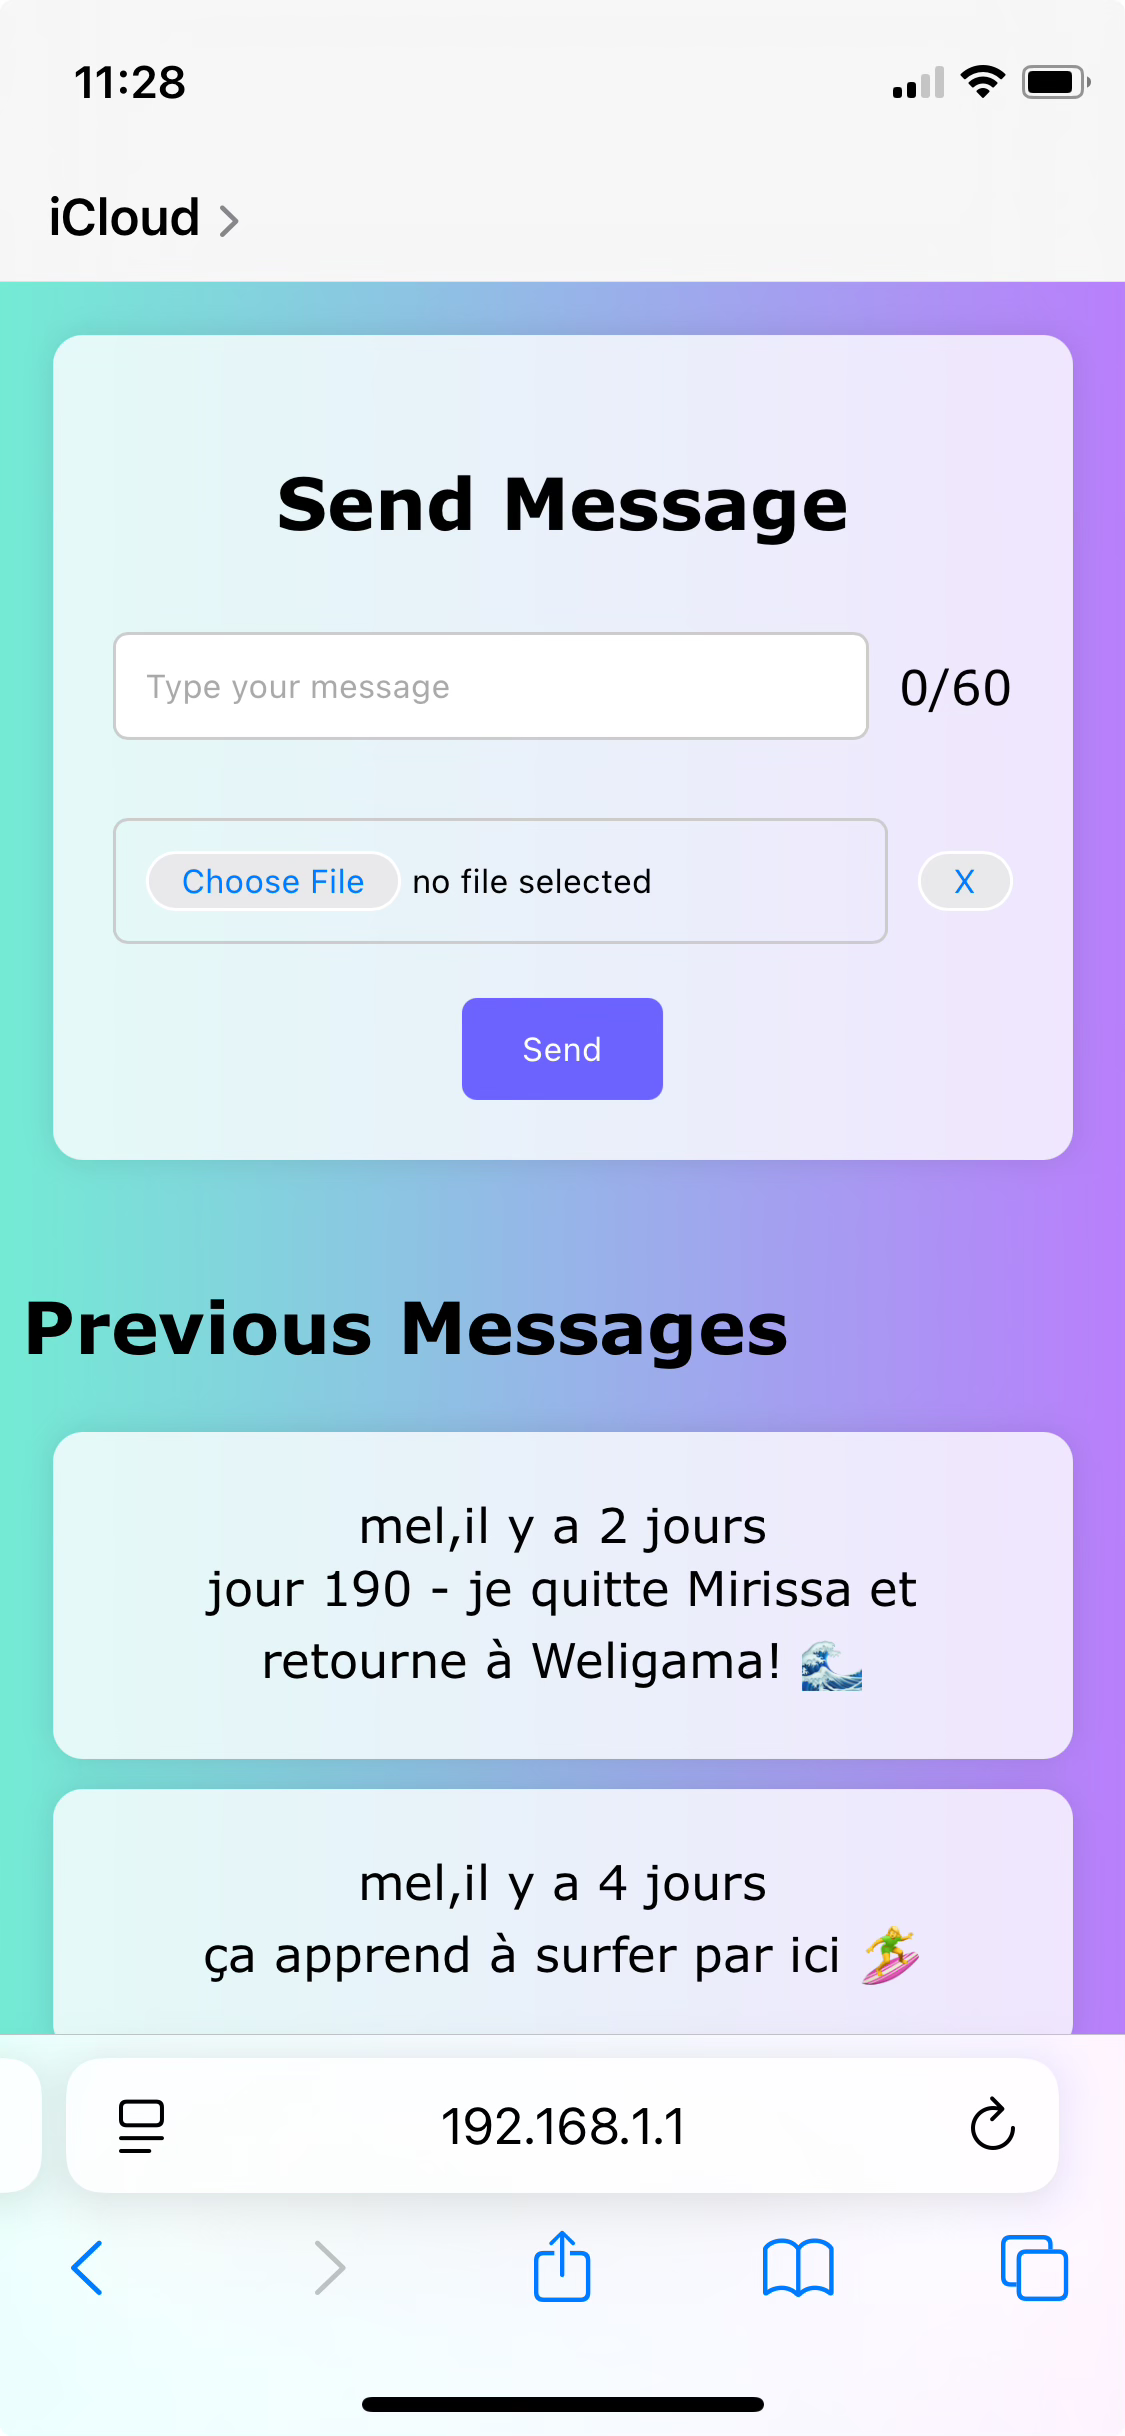 11:28
iCloud
Send Message
Type your message
0/60
Choose File no file selected
X
Send
Previous Messages
mel,il y a 2 jours
jour 190 - je quitte Mirissa et
retourne à Weligama! 🌊
mel,il y a 4 jours
ça apprend à surfer par ici 🏄‍♀️
192.168.1.1